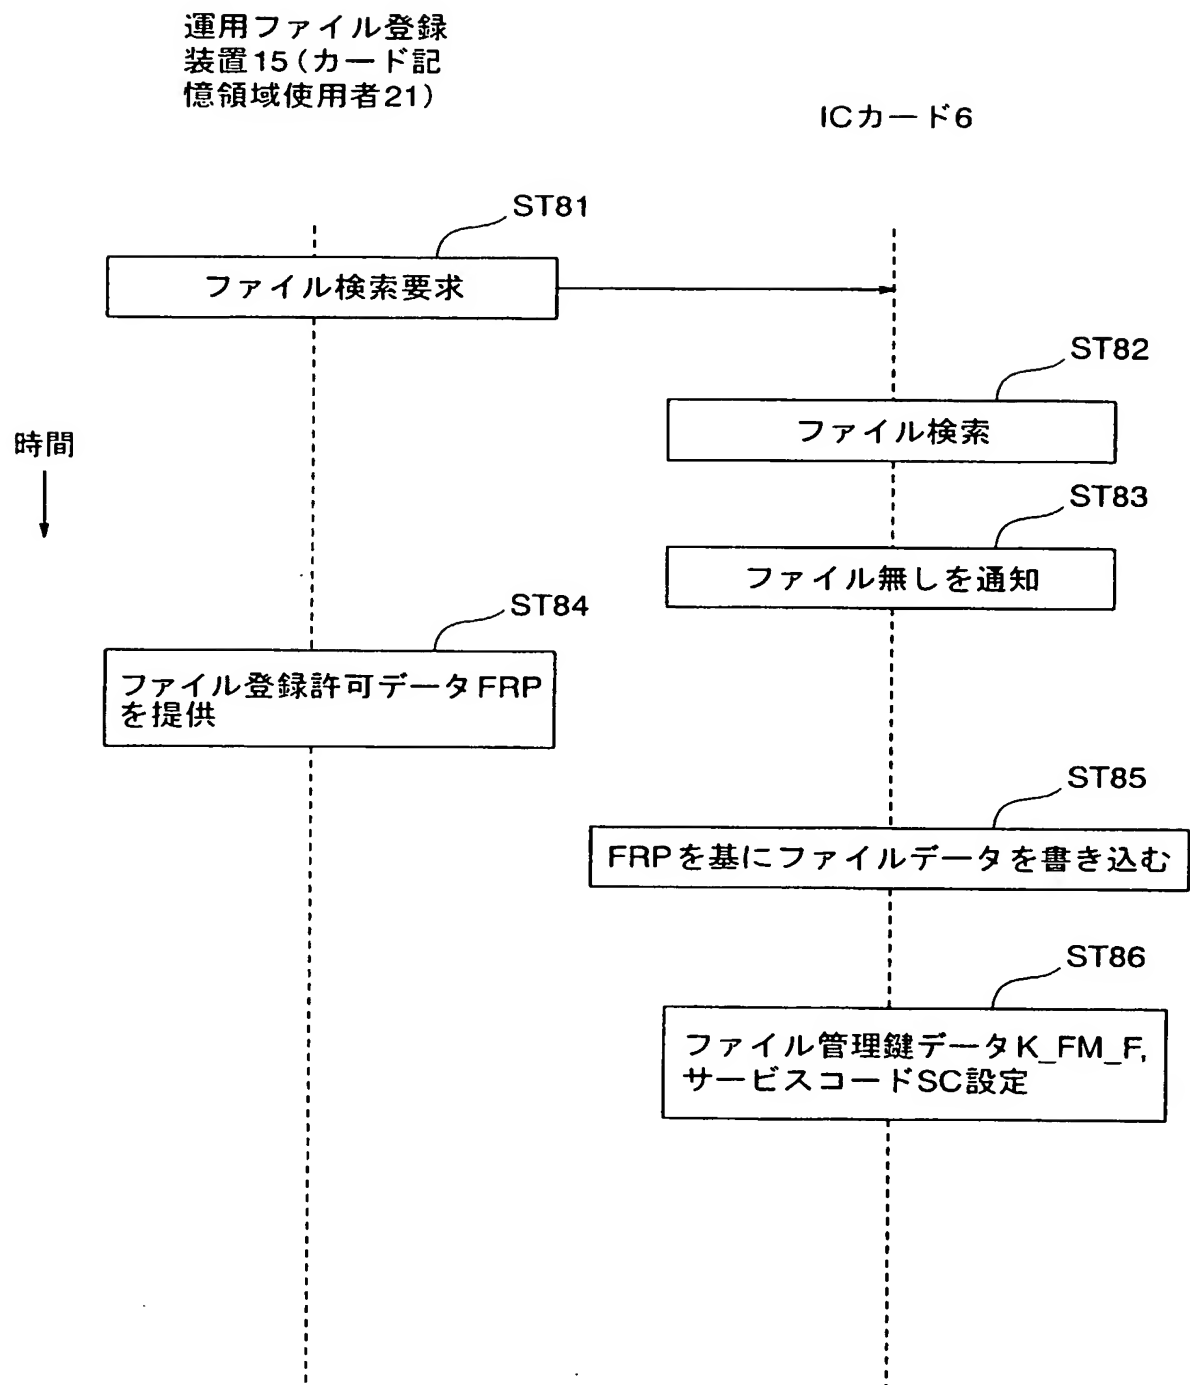 運用ファイル登録
装置15(カード記
憶領域使用者21)
ICカード6
ST81
ファイル検索要求
ST82
ファイル検索
時間
ST83
ファイル無しを通知
ST84
ファイル登録許可データFRP
を提供
ST85
FRPを基にファイルデータを書き込む
ST86
ファイル管理鍵データK_FM_F,
サービスコードSC設定